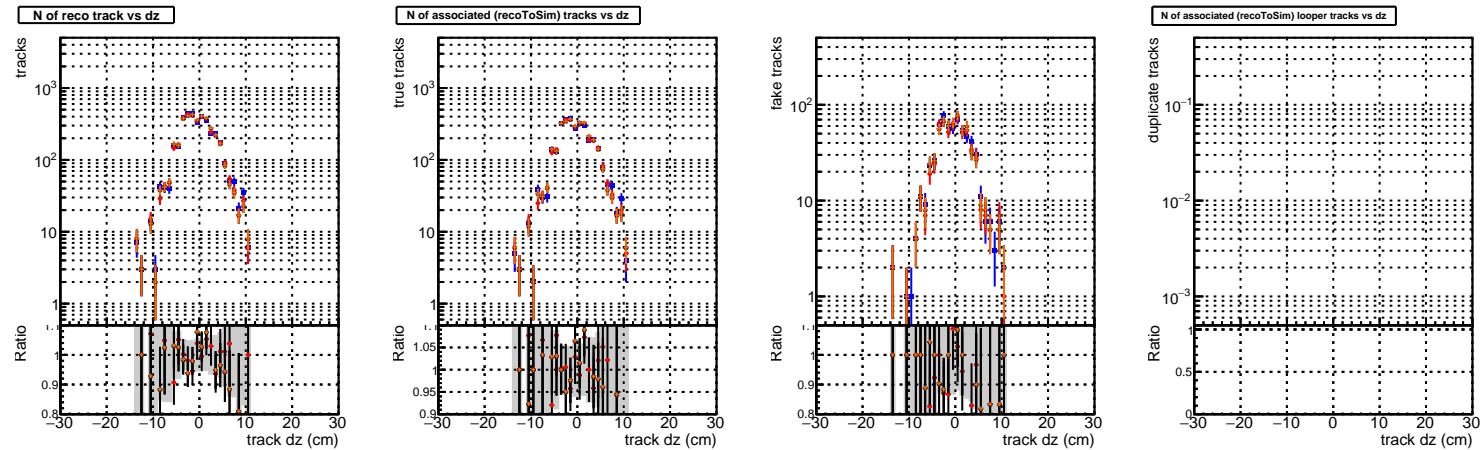 N of reco track vs dz
tracks
10³
10²
10
1
Ratio
1
0.9
0.8
−30 −20 −10 0 10 20 30
track dz (cm)
N of associated (recoToSim) tracks vs dz
true tracks
10³
10²
10
1
Ratio
1.05
1
0.95
0.9
−30 −20 −10 0 10 20 30
track dz (cm)
fake tracks
10²
10
1
Ratio
1
0.9
0.8
−30 −20 −10 0 10 20 30
track dz (cm)
N of associated (recoToSim) looper tracks vs dz
duplicate tracks
10⁻¹
10⁻²
10⁻³
Ratio
1
0.5
0
−30 −20 −10 0 10 20 30
track dz (cm)